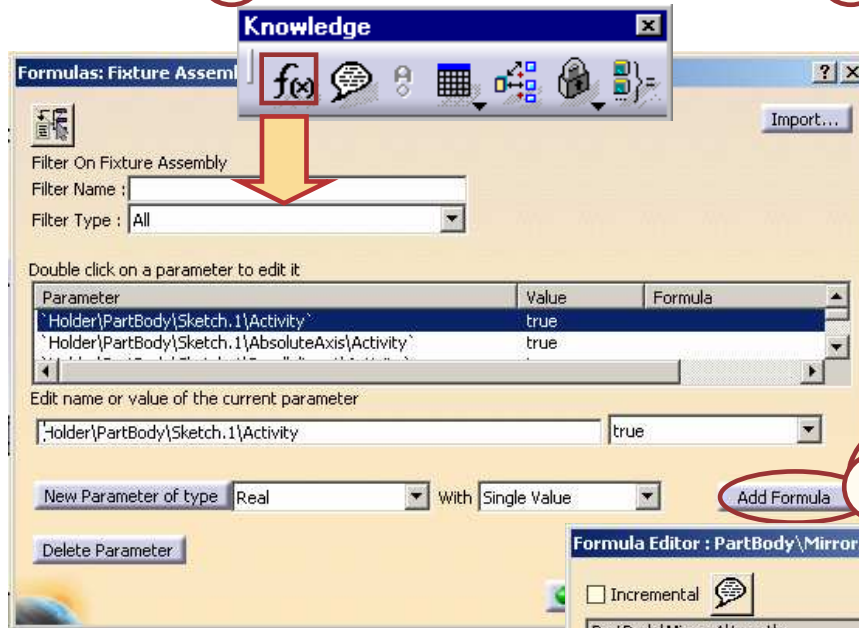 Knowledge
Formulas: Fixture Assem
f(x)
Import...
Filter On Fixture Assembly
Filter Name :
Filter Type : All
Double click on a parameter to edit it
Parameter Value Formula
`Holder\PartBody\Sketch.1\Activity` true
`Holder\PartBody\Sketch.1\AbsoluteAxis\Activity` true
Edit name or value of the current parameter
Holder\PartBody\Sketch.1\Activity true
New Parameter of type Real With Single Value Add Formula
Delete Parameter
Formula Editor : PartBody\Mirror
Incremental